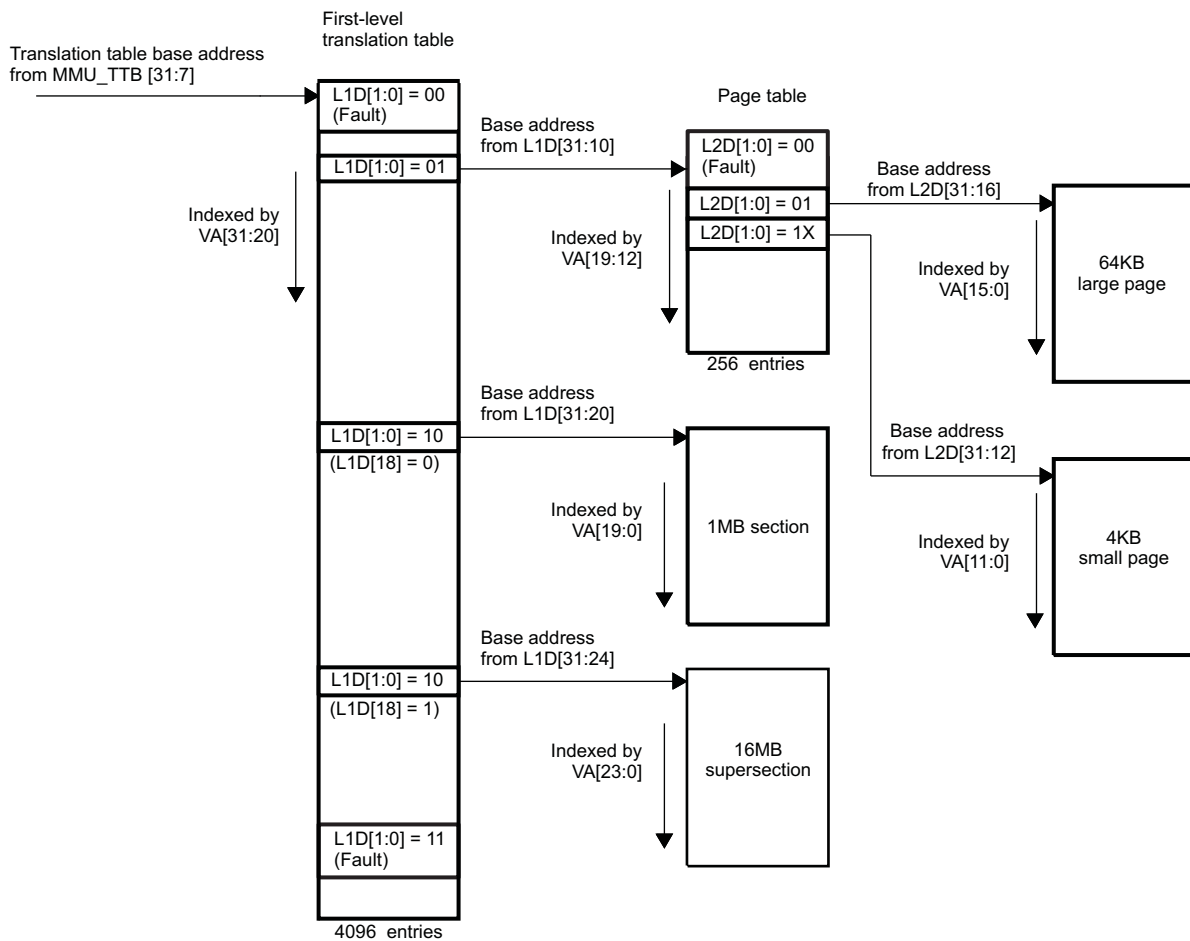 First-level
translation table
Translation table base address
from MMU_TTB [31:7]
L1D[1:0] = 00
(Fault)
Page table
Base address
from L1D[31:10]
L2D[1:0] = 00
(Fault)
L1D[1:0] = 01
Base address
from L2D[31:16]
Indexed by
VA[31:20]
Indexed by
VA[19:12]
L2D[1:0] = 01
L2D[1:0] = 1X
Indexed by
VA[15:0]
64KB
large page
256 entries
Base address
from L1D[31:20]
L1D[1:0] = 10
(L1D[18] = 0)
Base address
from L2D[31:12]
Indexed by
VA[19:0]
1MB section
Indexed by
VA[11:0]
4KB
small page
Base address
from L1D[31:24]
L1D[1:0] = 10
(L1D[18] = 1)
Indexed by
VA[23:0]
16MB
supersection
L1D[1:0] = 11
(Fault)
4096 entries